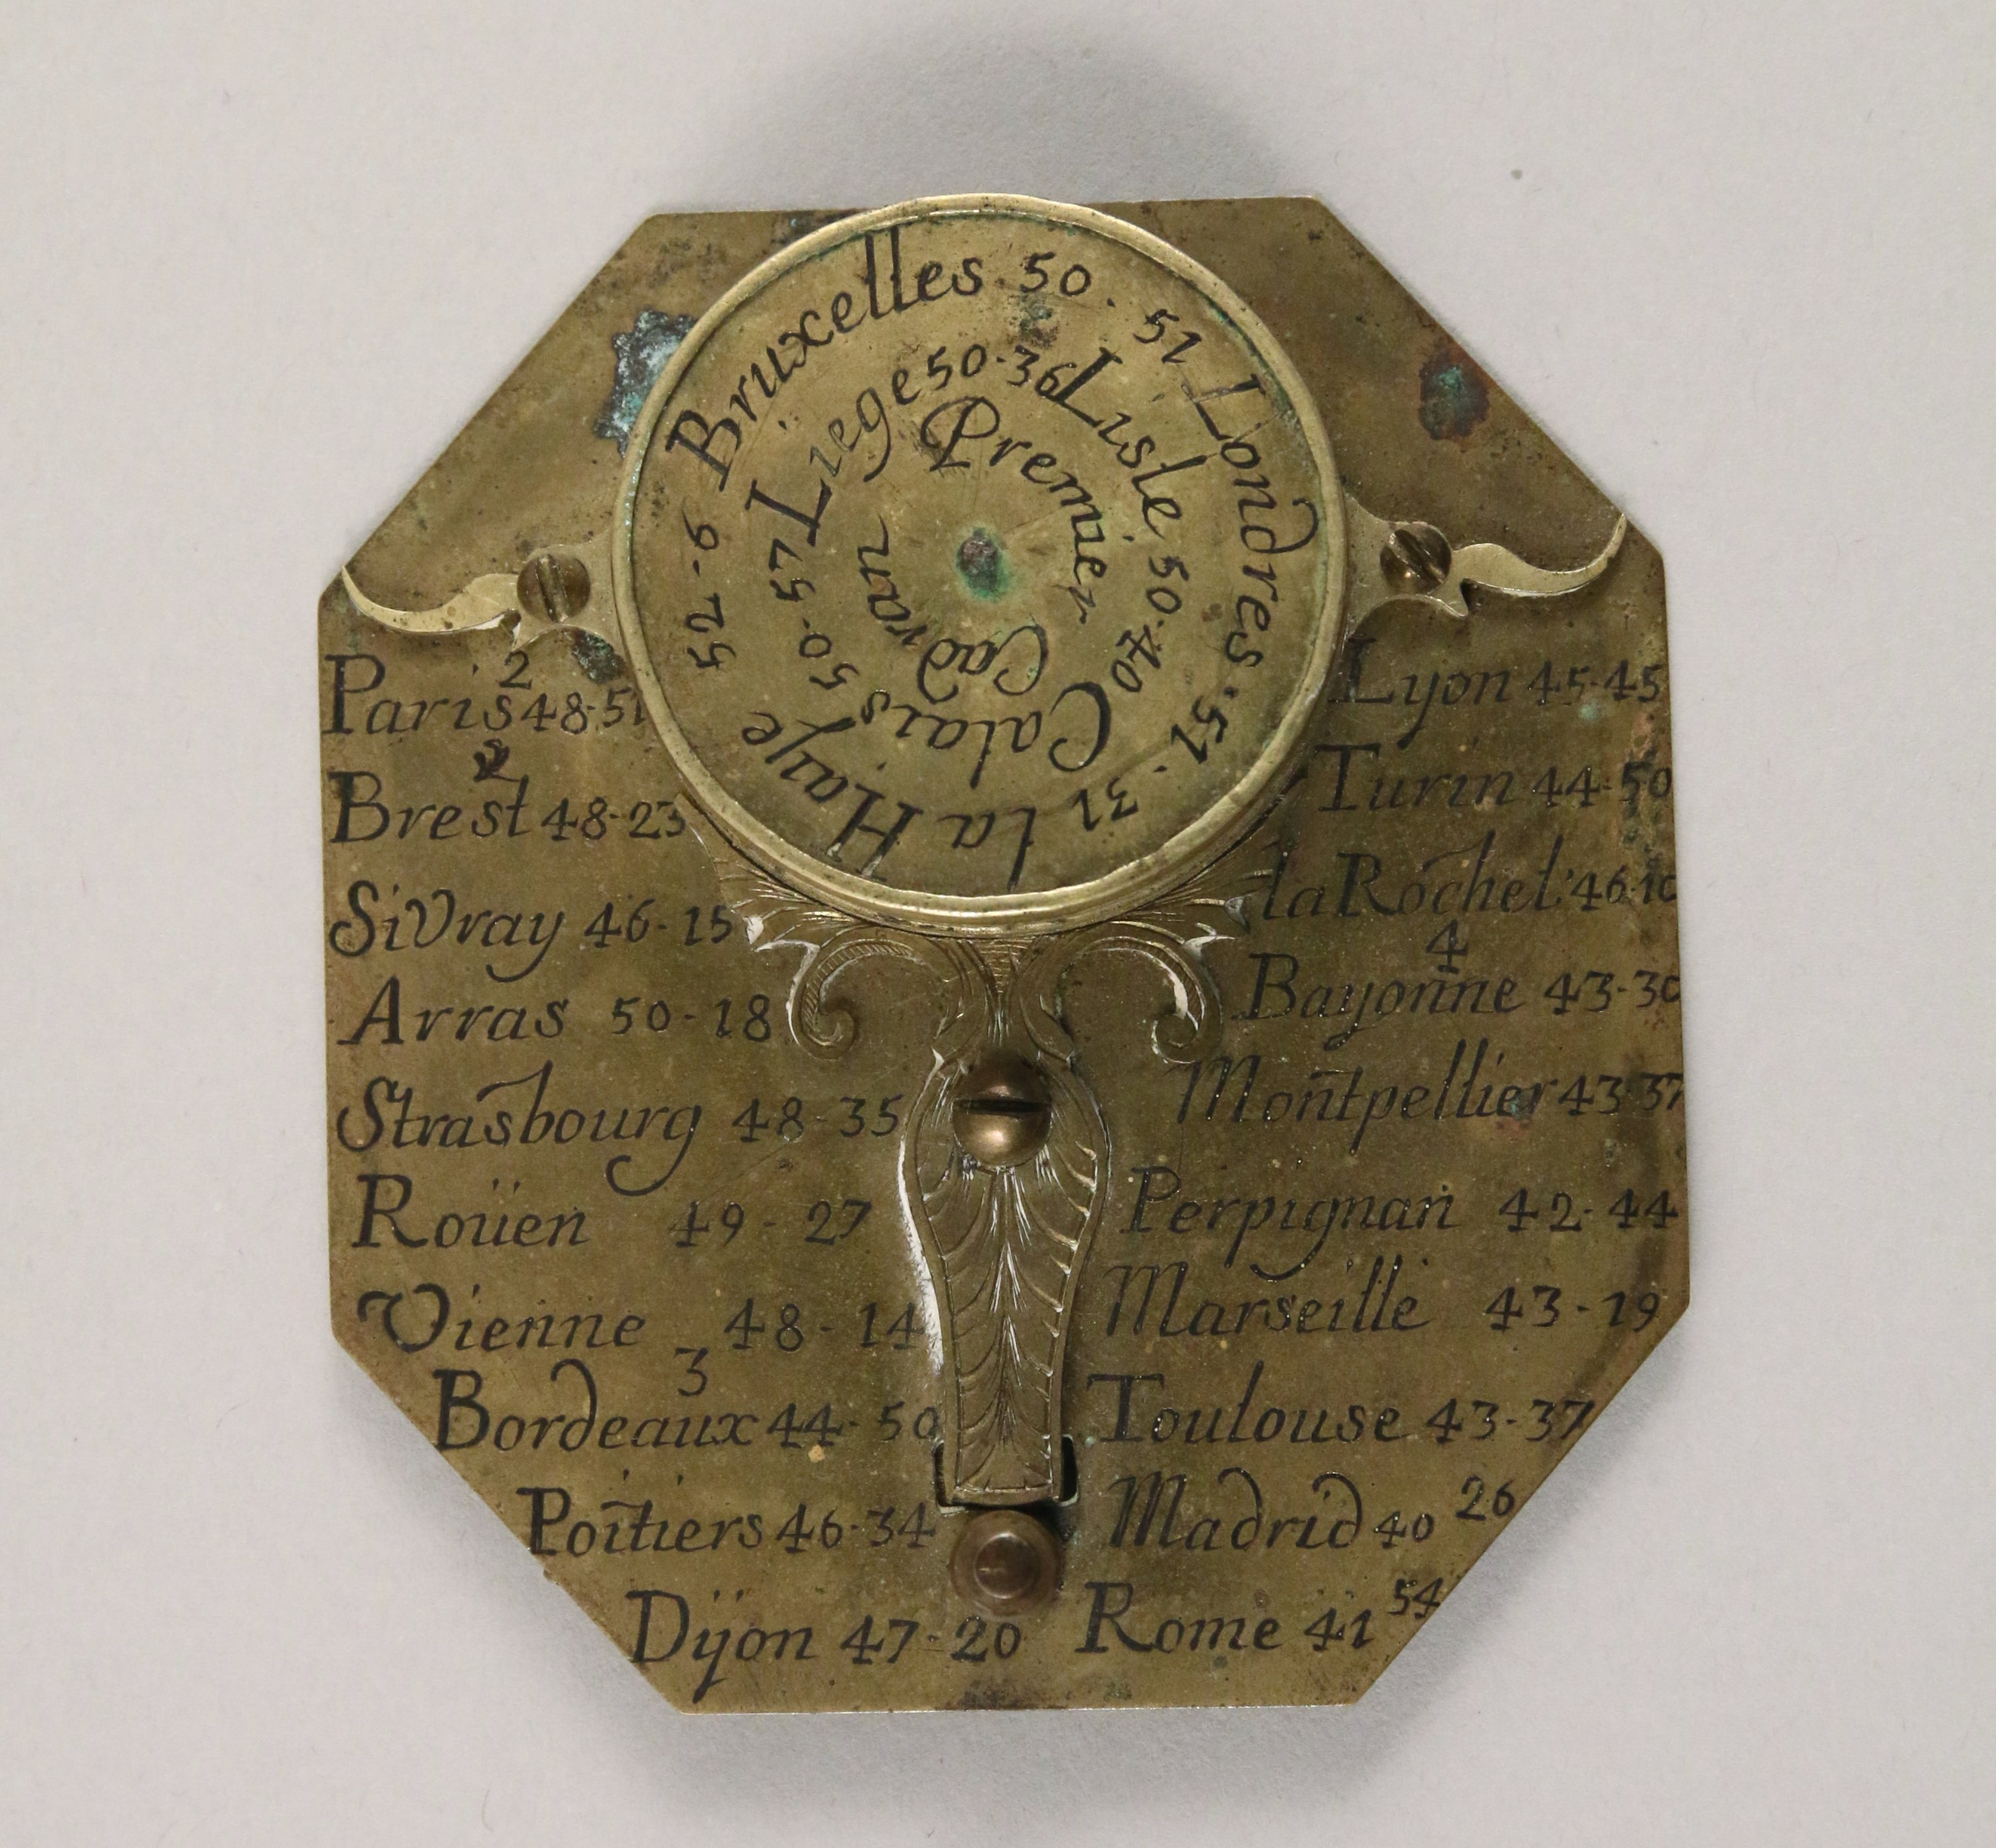 Bruxelles 50. 51 Londres. 51. 31 la Haye 52-6
Liege 50-36 Lisle 50-40 Calais 50-57
Premier Cadran
2
Paris 48-51
2
Brest 48-23
SiVray 46-15
Arras 50-18
Strasbourg 48-35
Roüen 49-27
Vienne 48-14
3
Bordeaux 44-50
Poitiers 46-34
Dijon 47-20
Lyon 45-45
Turin 44-50
la Rochel 46-10
4
Bayonne 43-30
Montpellier 43-37
Perpignan 42-44
Marseille 43-19
Toulouse 43-37
Madrid 40 26
Rome 41 54